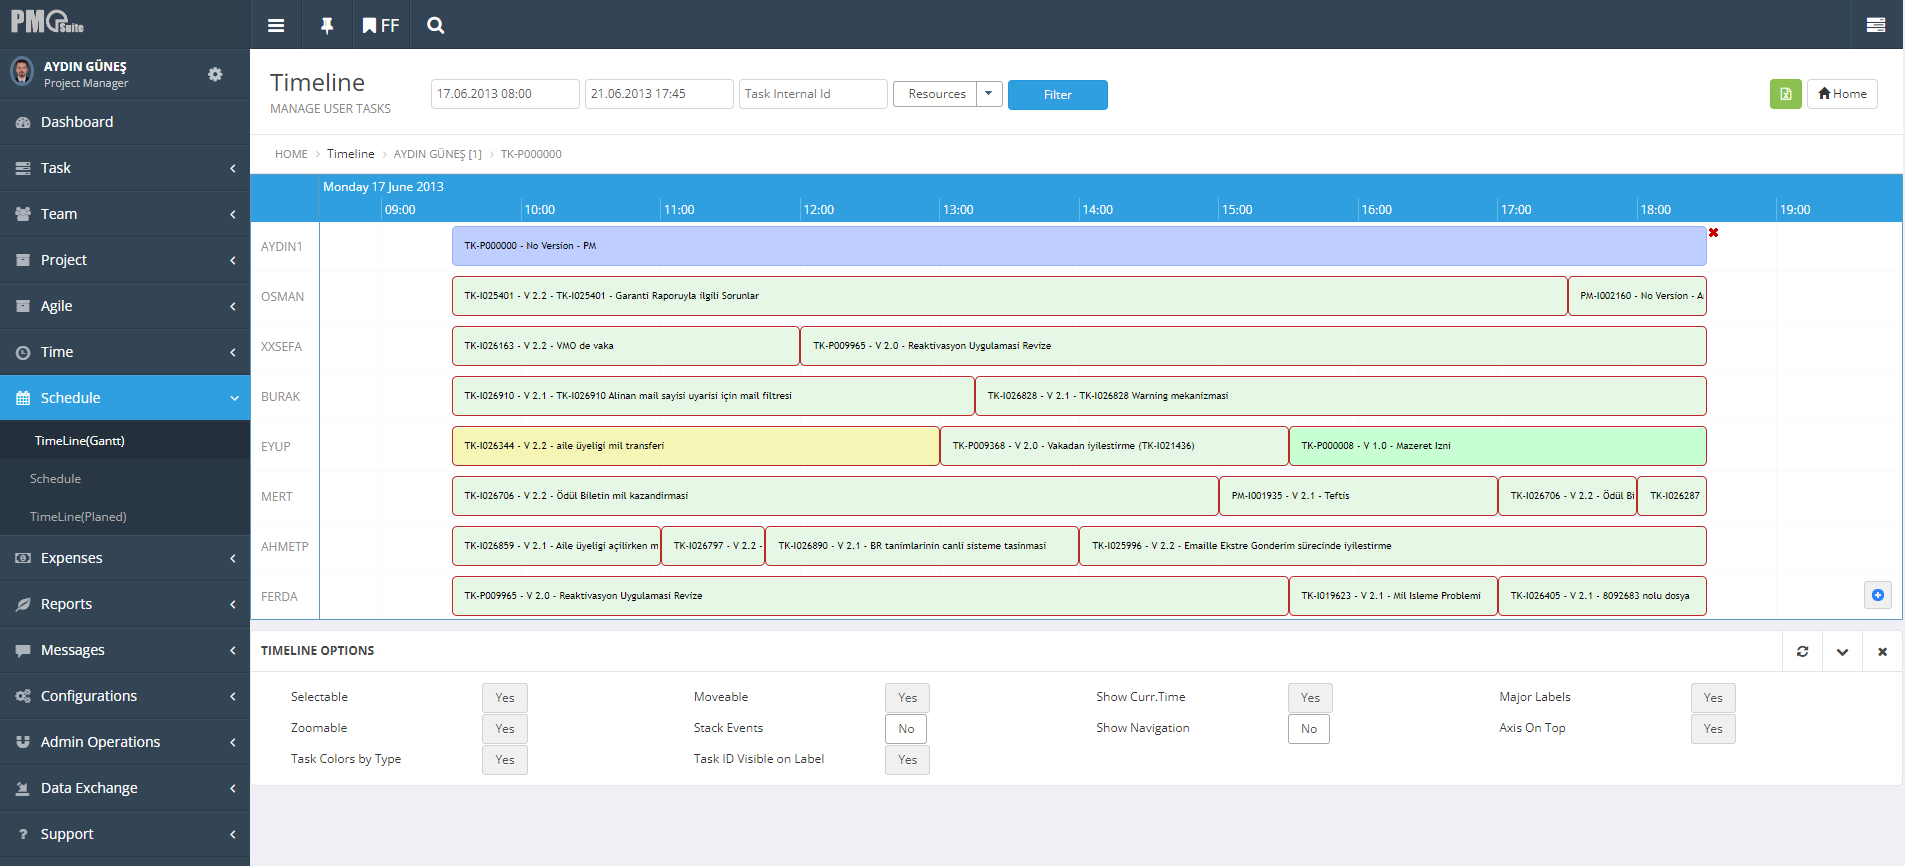 PMO Suite
FF
AYDIN GÜNEŞ
Project Manager
Dashboard
Task
Team
Project
Agile
Time
Schedule
TimeLine(Gantt)
Schedule
TimeLine(Planed)
Expenses
Reports
Messages
Configurations
Admin Operations
Data Exchange
? Support
Timeline
MANAGE USER TASKS
17.06.2013 08:00 21.06.2013 17:45 Task Internal Id Resources Filter Home
HOME > Timeline > AYDIN GÜNEŞ [1] > TK-P000000
Monday 17 June 2013
09:00 10:00 11:00 12:00 13:00 14:00 15:00 16:00 17:00 18:00 19:00
AYDIN1 TK-P000000 - No Version - PM
OSMAN TK-I025401 - V 2.2 - TK-I025401 - Garanti Raporuyla ilgili Sorunlar PM-I002160 - No Version - A
XXSEFA TK-I026163 - V 2.2 - VMO de vaka TK-P009965 - V 2.0 - Reaktivasyon Uygulamasi Revize
BURAK TK-I026910 - V 2.1 - TK-I026910 Alinan mail sayisi uyarisi için mail filtresi TK-I026828 - V 2.1 - TK-I026828 Warning mekanizmasi
EYUP TK-I026344 - V 2.2 - aile üyeligi mil transferi TK-P009368 - V 2.0 - Vakadan iyilestirme (TK-I021436) TK-P000008 - V 1.0 - Mazeret Izni
MERT TK-I026706 - V 2.2 - Ödül Biletin mil kazandirmasi PM-I001935 - V 2.1 - Teftis TK-I026706 - V 2.2 - Ödül Bi TK-I026287
AHMETP TK-I026859 - V 2.1 - Aile üyeligi açilirken m TK-I026797 - V 2.2 - TK-I026890 - V 2.1 - BR tanimlarinin canli sisteme tasinmasi TK-I025996 - V 2.2 - Emaille Ekstre Gonderim sürecinde iyilestirme
FERDA TK-P009965 - V 2.0 - Reaktivasyon Uygulamasi Revize TK-I019623 - V 2.1 - Mil Isleme Problemi TK-I026405 - V 2.1 - 8092683 nolu dosya
TIMELINE OPTIONS
Selectable Yes Moveable Yes Show Curr.Time Yes Major Labels Yes
Zoomable Yes Stack Events No Show Navigation No Axis On Top Yes
Task Colors by Type Yes Task ID Visible on Label Yes